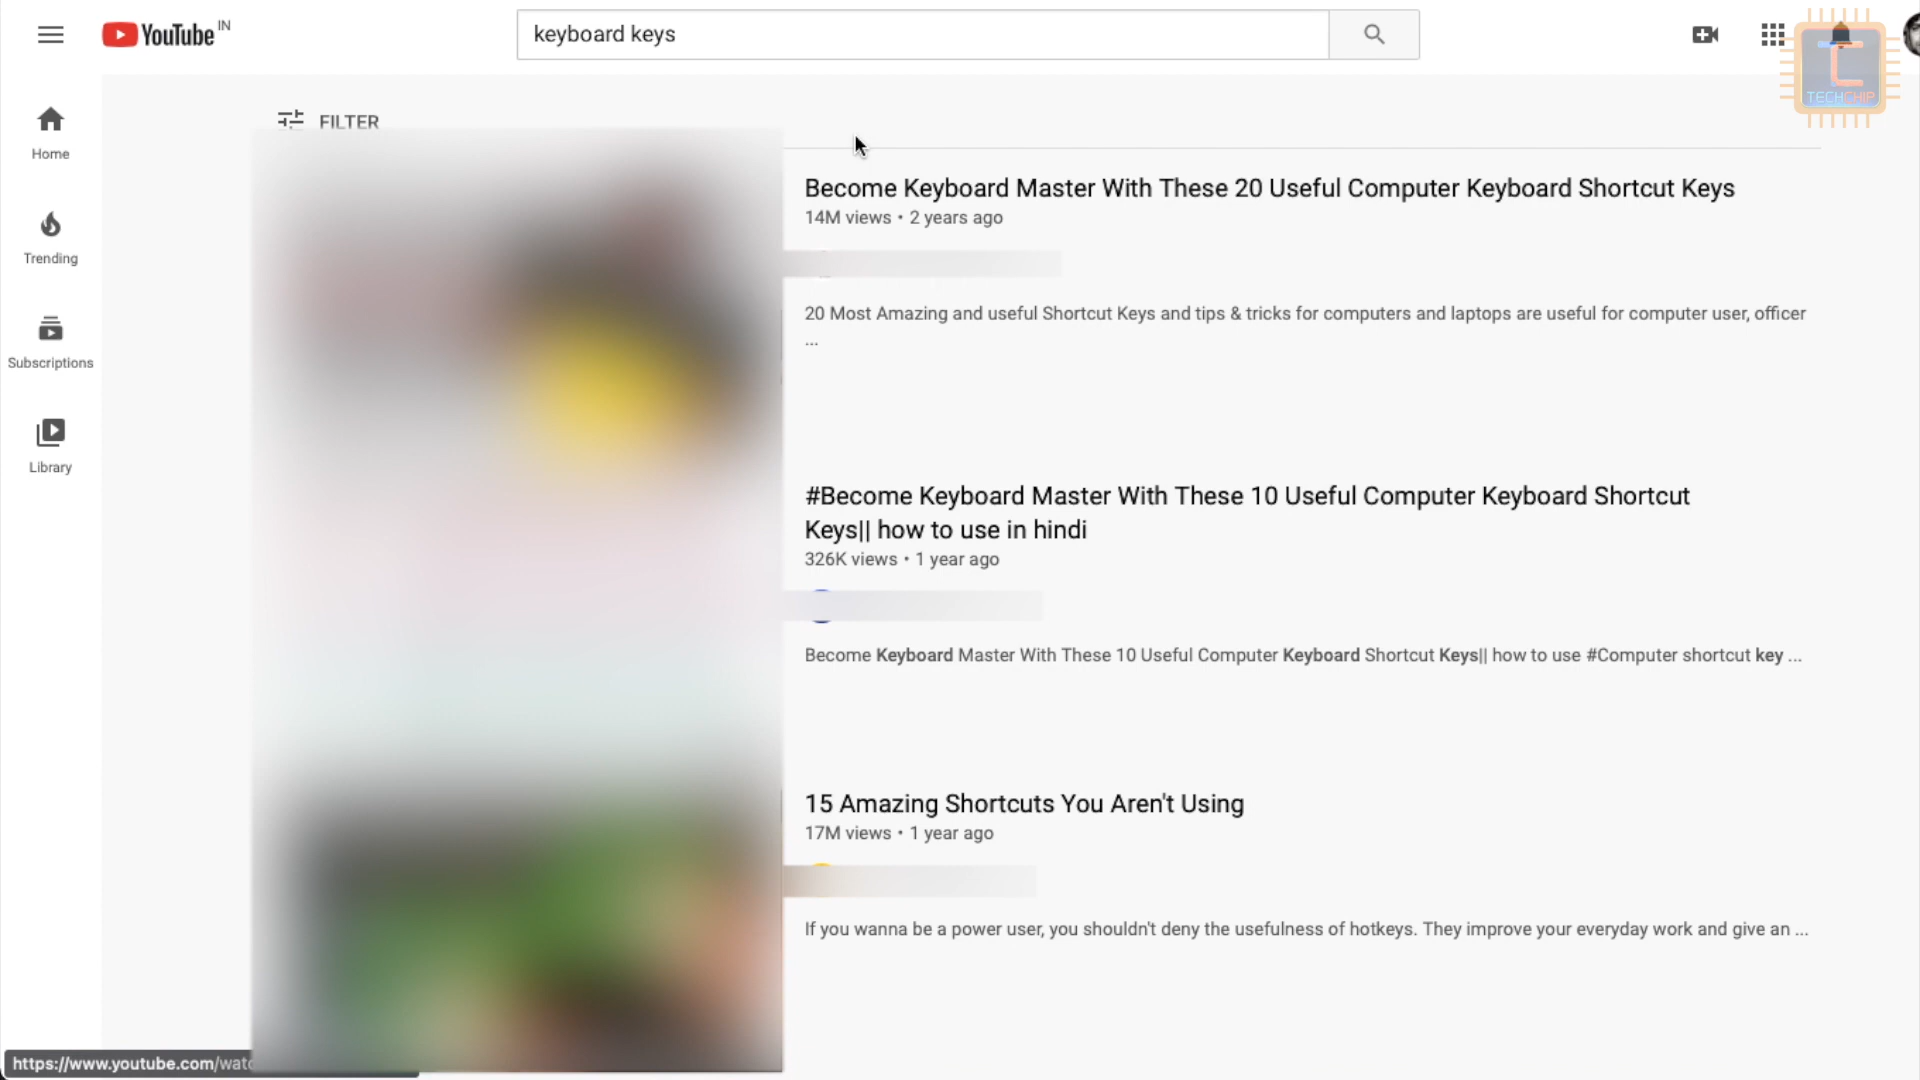 YouTube IN
keyboard keys
TECHCHIP
Home
Trending
Subscriptions
Library
FILTER
Become Keyboard Master With These 20 Useful Computer Keyboard Shortcut Keys
14M views • 2 years ago
20 Most Amazing and useful Shortcut Keys and tips & tricks for computers and laptops are useful for computer user, officer
...
#Become Keyboard Master With These 10 Useful Computer Keyboard Shortcut
Keys|| how to use in hindi
326K views • 1 year ago
Become Keyboard Master With These 10 Useful Computer Keyboard Shortcut Keys|| how to use #Computer shortcut key ...
15 Amazing Shortcuts You Aren't Using
17M views • 1 year ago
If you wanna be a power user, you shouldn't deny the usefulness of hotkeys. They improve your everyday work and give an ...
https://www.youtube.com/watc